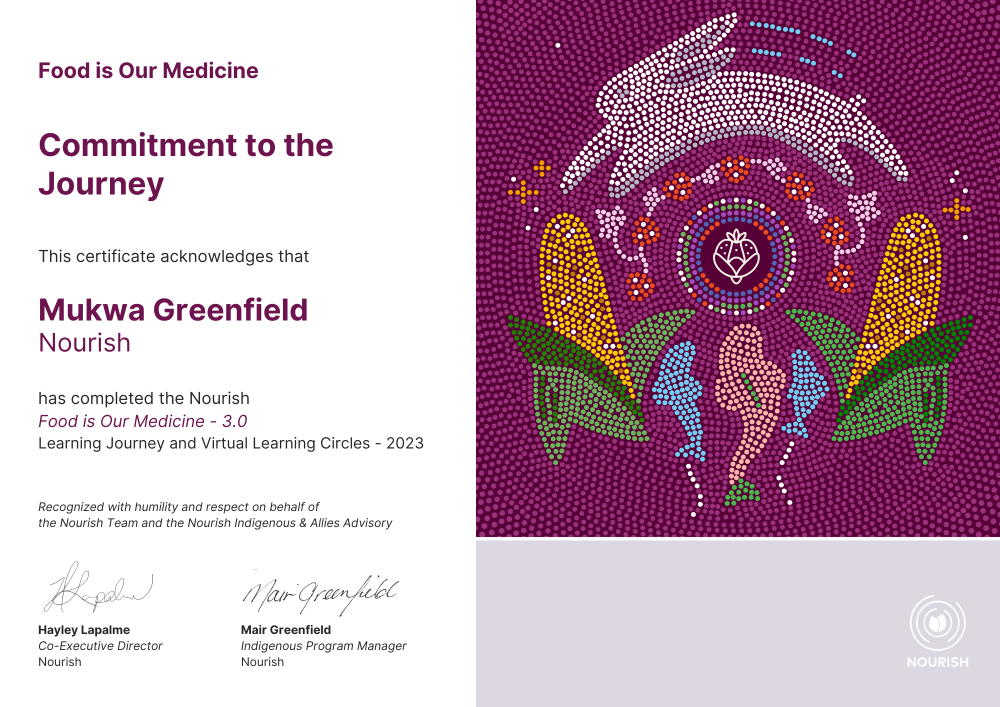 Food is Our Medicine
Commitment to the
Journey
This certificate acknowledges that
Mukwa Greenfield
Nourish
has completed the Nourish
Food is Our Medicine - 3.0
Learning Journey and Virtual Learning Circles - 2023
Recognized with humility and respect on behalf of
the Nourish Team and the Nourish Indigenous & Allies Advisory
HLapalme
Mair Greenfield
Hayley Lapalme
Co-Executive Director
Nourish
Mair Greenfield
Indigenous Program Manager
Nourish
NOURISH